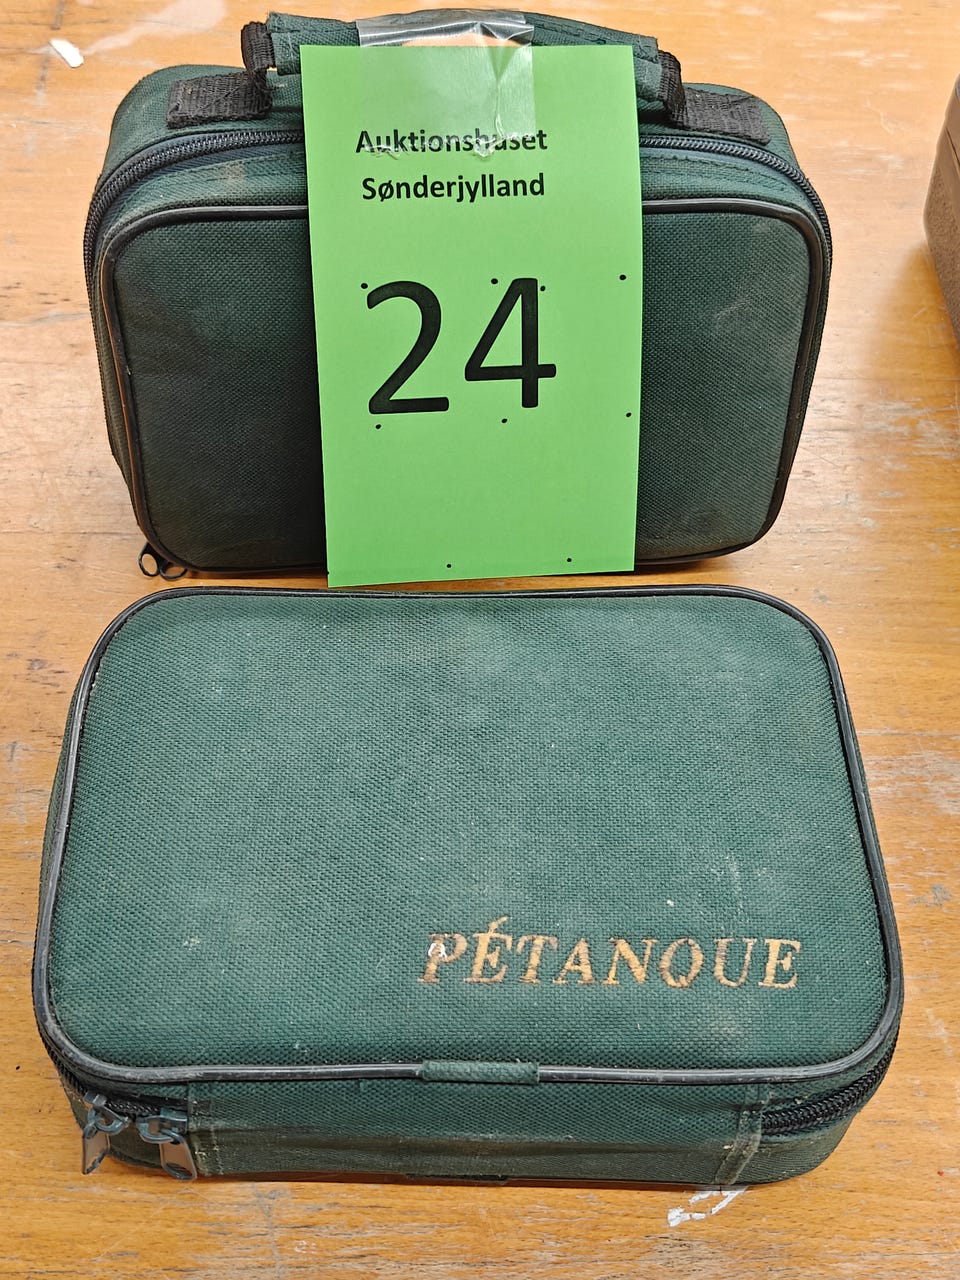 Auktionshuset
Sønderjylland
24
PÉTANQUE